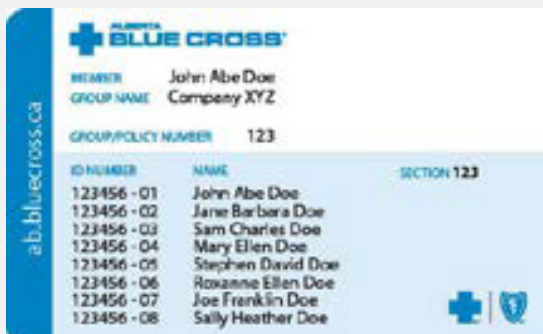 ALBERTA
BLUE CROSS®
MEMBER John Abe Doe
GROUP NAME Company XYZ
GROUP/POLICY NUMBER 123
ID NUMBER NAME SECTION 123
123456 - 01 John Abe Doe
123456 - 02 Jane Barbara Doe
123456 - 03 Sam Charles Doe
123456 - 04 Mary Ellen Doe
123456 - 05 Stephen David Doe
123456 - 06 Roxanne Ellen Doe
123456 - 07 Joe Franklin Doe
123456 - 08 Sally Heather Doe
ab.bluecross.ca